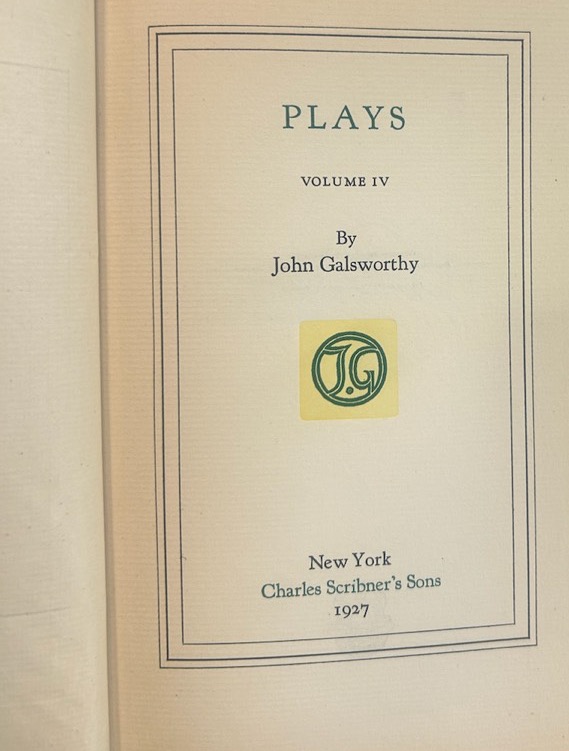 PLAYS
VOLUME IV
By
John Galsworthy
J.G
New York
Charles Scribner's Sons
1927